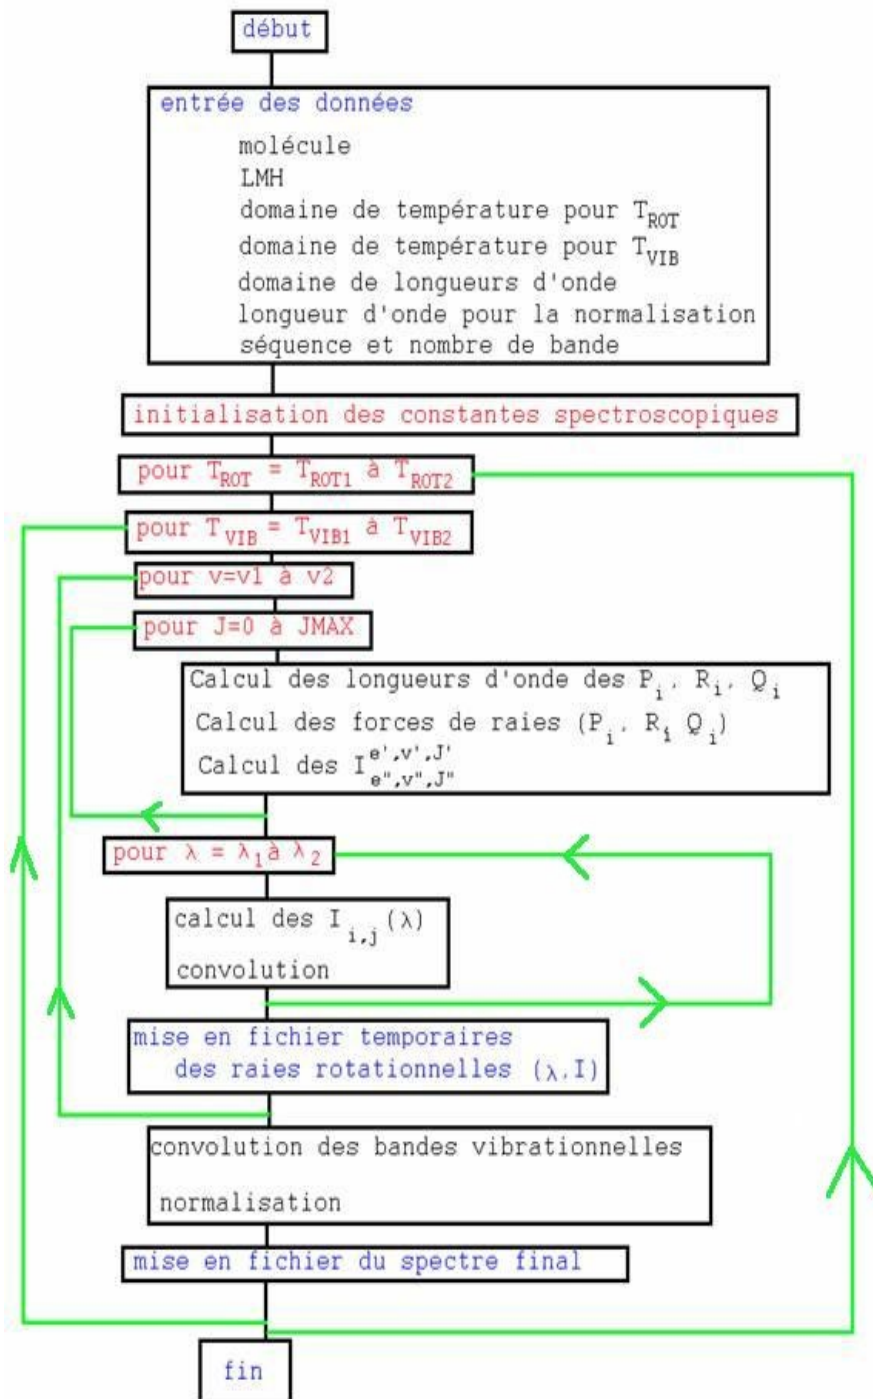 début
entrée des données
molécule
LMH
domaine de température pour T_ROT
domaine de température pour T_VIB
domaine de longueurs d'onde
longueur d'onde pour la normalisation
séquence et nombre de bande
initialisation des constantes spectroscopiques
pour T_ROT = T_ROT1 à T_ROT2
pour T_VIB = T_VIB1 à T_VIB2
pour v=v1 à v2
pour J=0 à JMAX
Calcul des longueurs d'onde des P_i, R_i, Q_i
Calcul des forces de raies (P_i, R_i Q_i)
Calcul des I^e',v',J'_e",v",J"
pour λ = λ_1 à λ_2
calcul des I_i,j (λ)
convolution
mise en fichier temporaires
des raies rotationnelles (λ,I)
convolution des bandes vibrationnelles
normalisation
mise en fichier du spectre final
fin